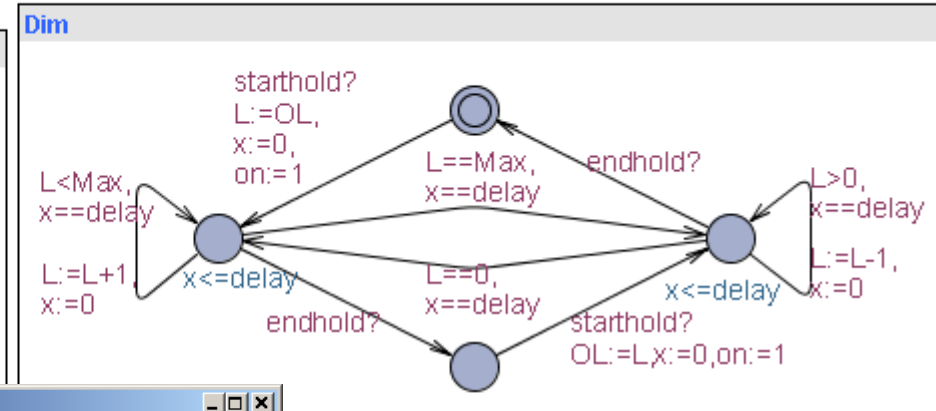 Dim
starthold?
L:=OL,
x:=0,
on:=1
L==Max,
x==delay
endhold?
L<Max,
x==delay
L>0,
x==delay
L:=L+1,
x:=0
x<=delay
L==0,
x==delay
x<=delay
L:=L-1,
x:=0
endhold?
starthold?
OL:=L,x:=0,on:=1